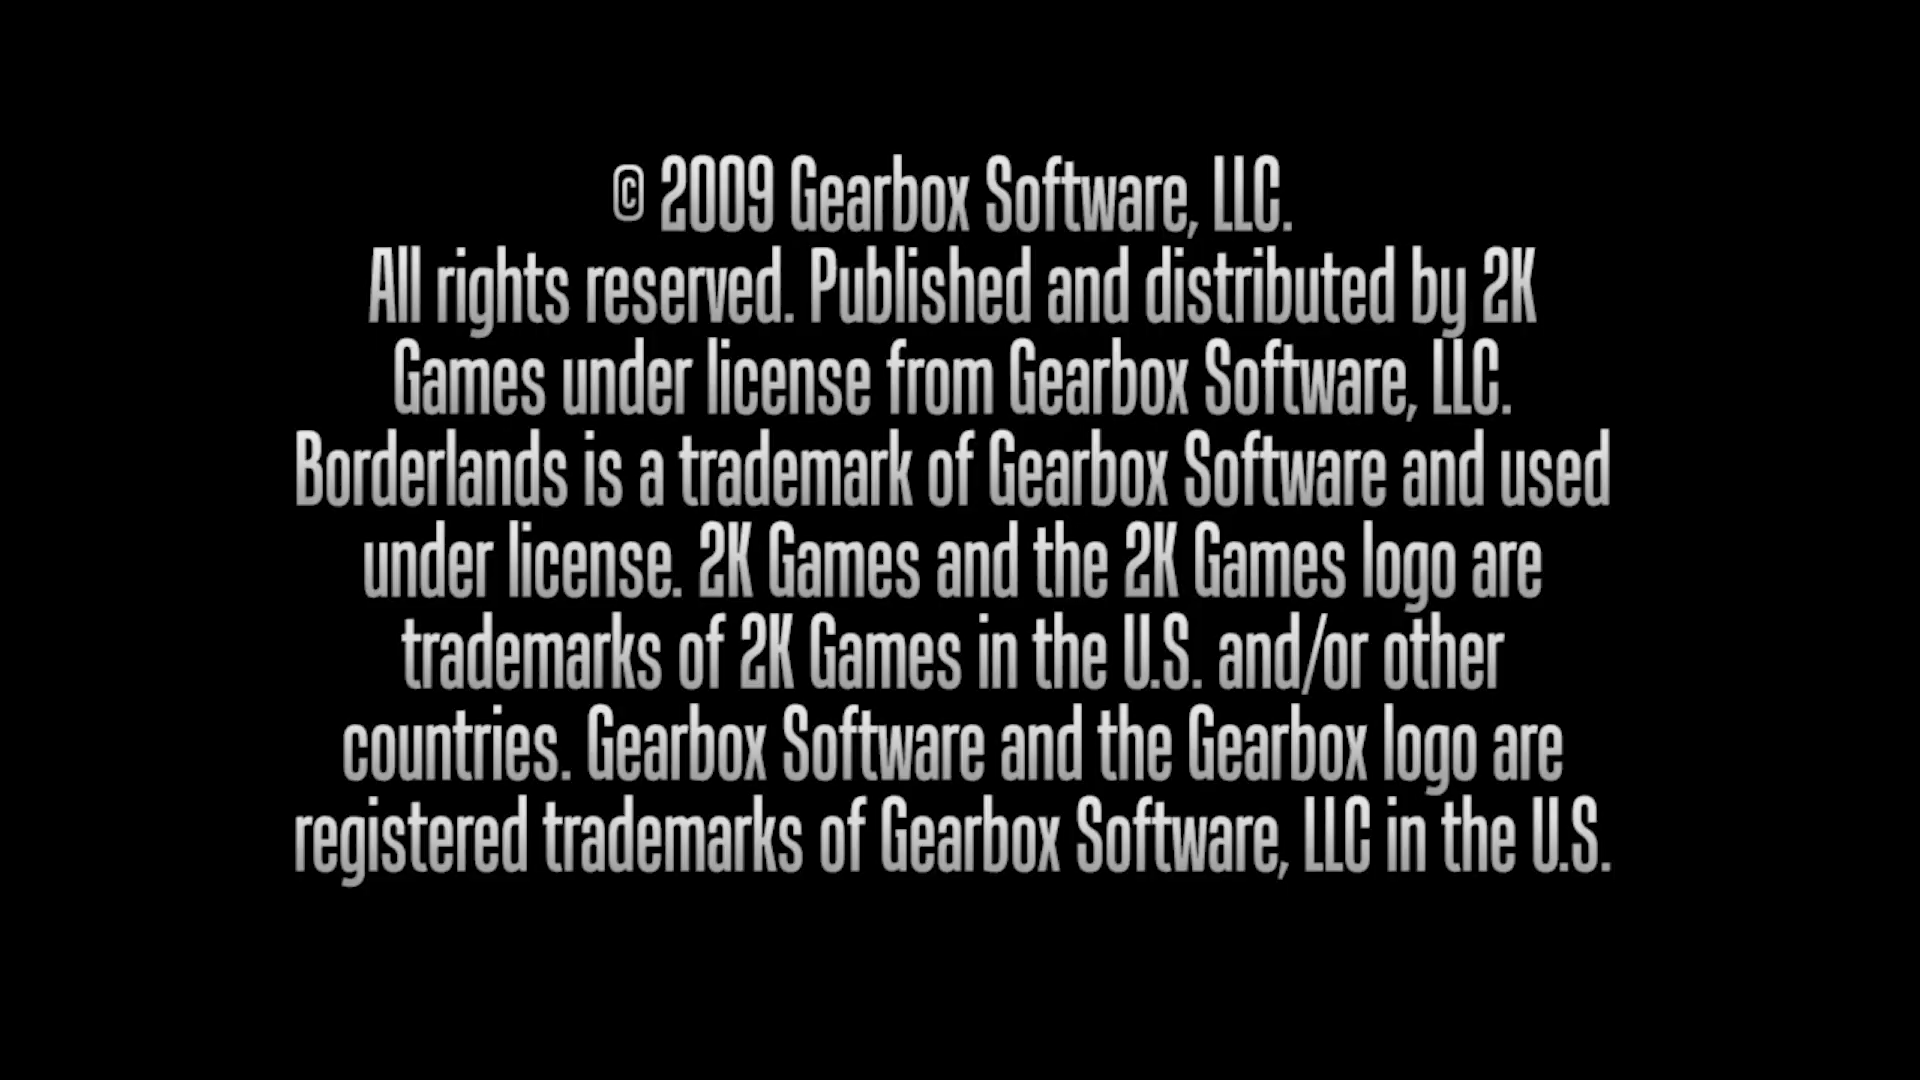 © 2009 Gearbox Software, LLC.
All rights reserved. Published and distributed by 2K
Games under license from Gearbox Software, LLC.
Borderlands is a trademark of Gearbox Software and used
under license. 2K Games and the 2K Games logo are
trademarks of 2K Games in the U.S. and/or other
countries. Gearbox Software and the Gearbox logo are
registered trademarks of Gearbox Software, LLC in the U.S.